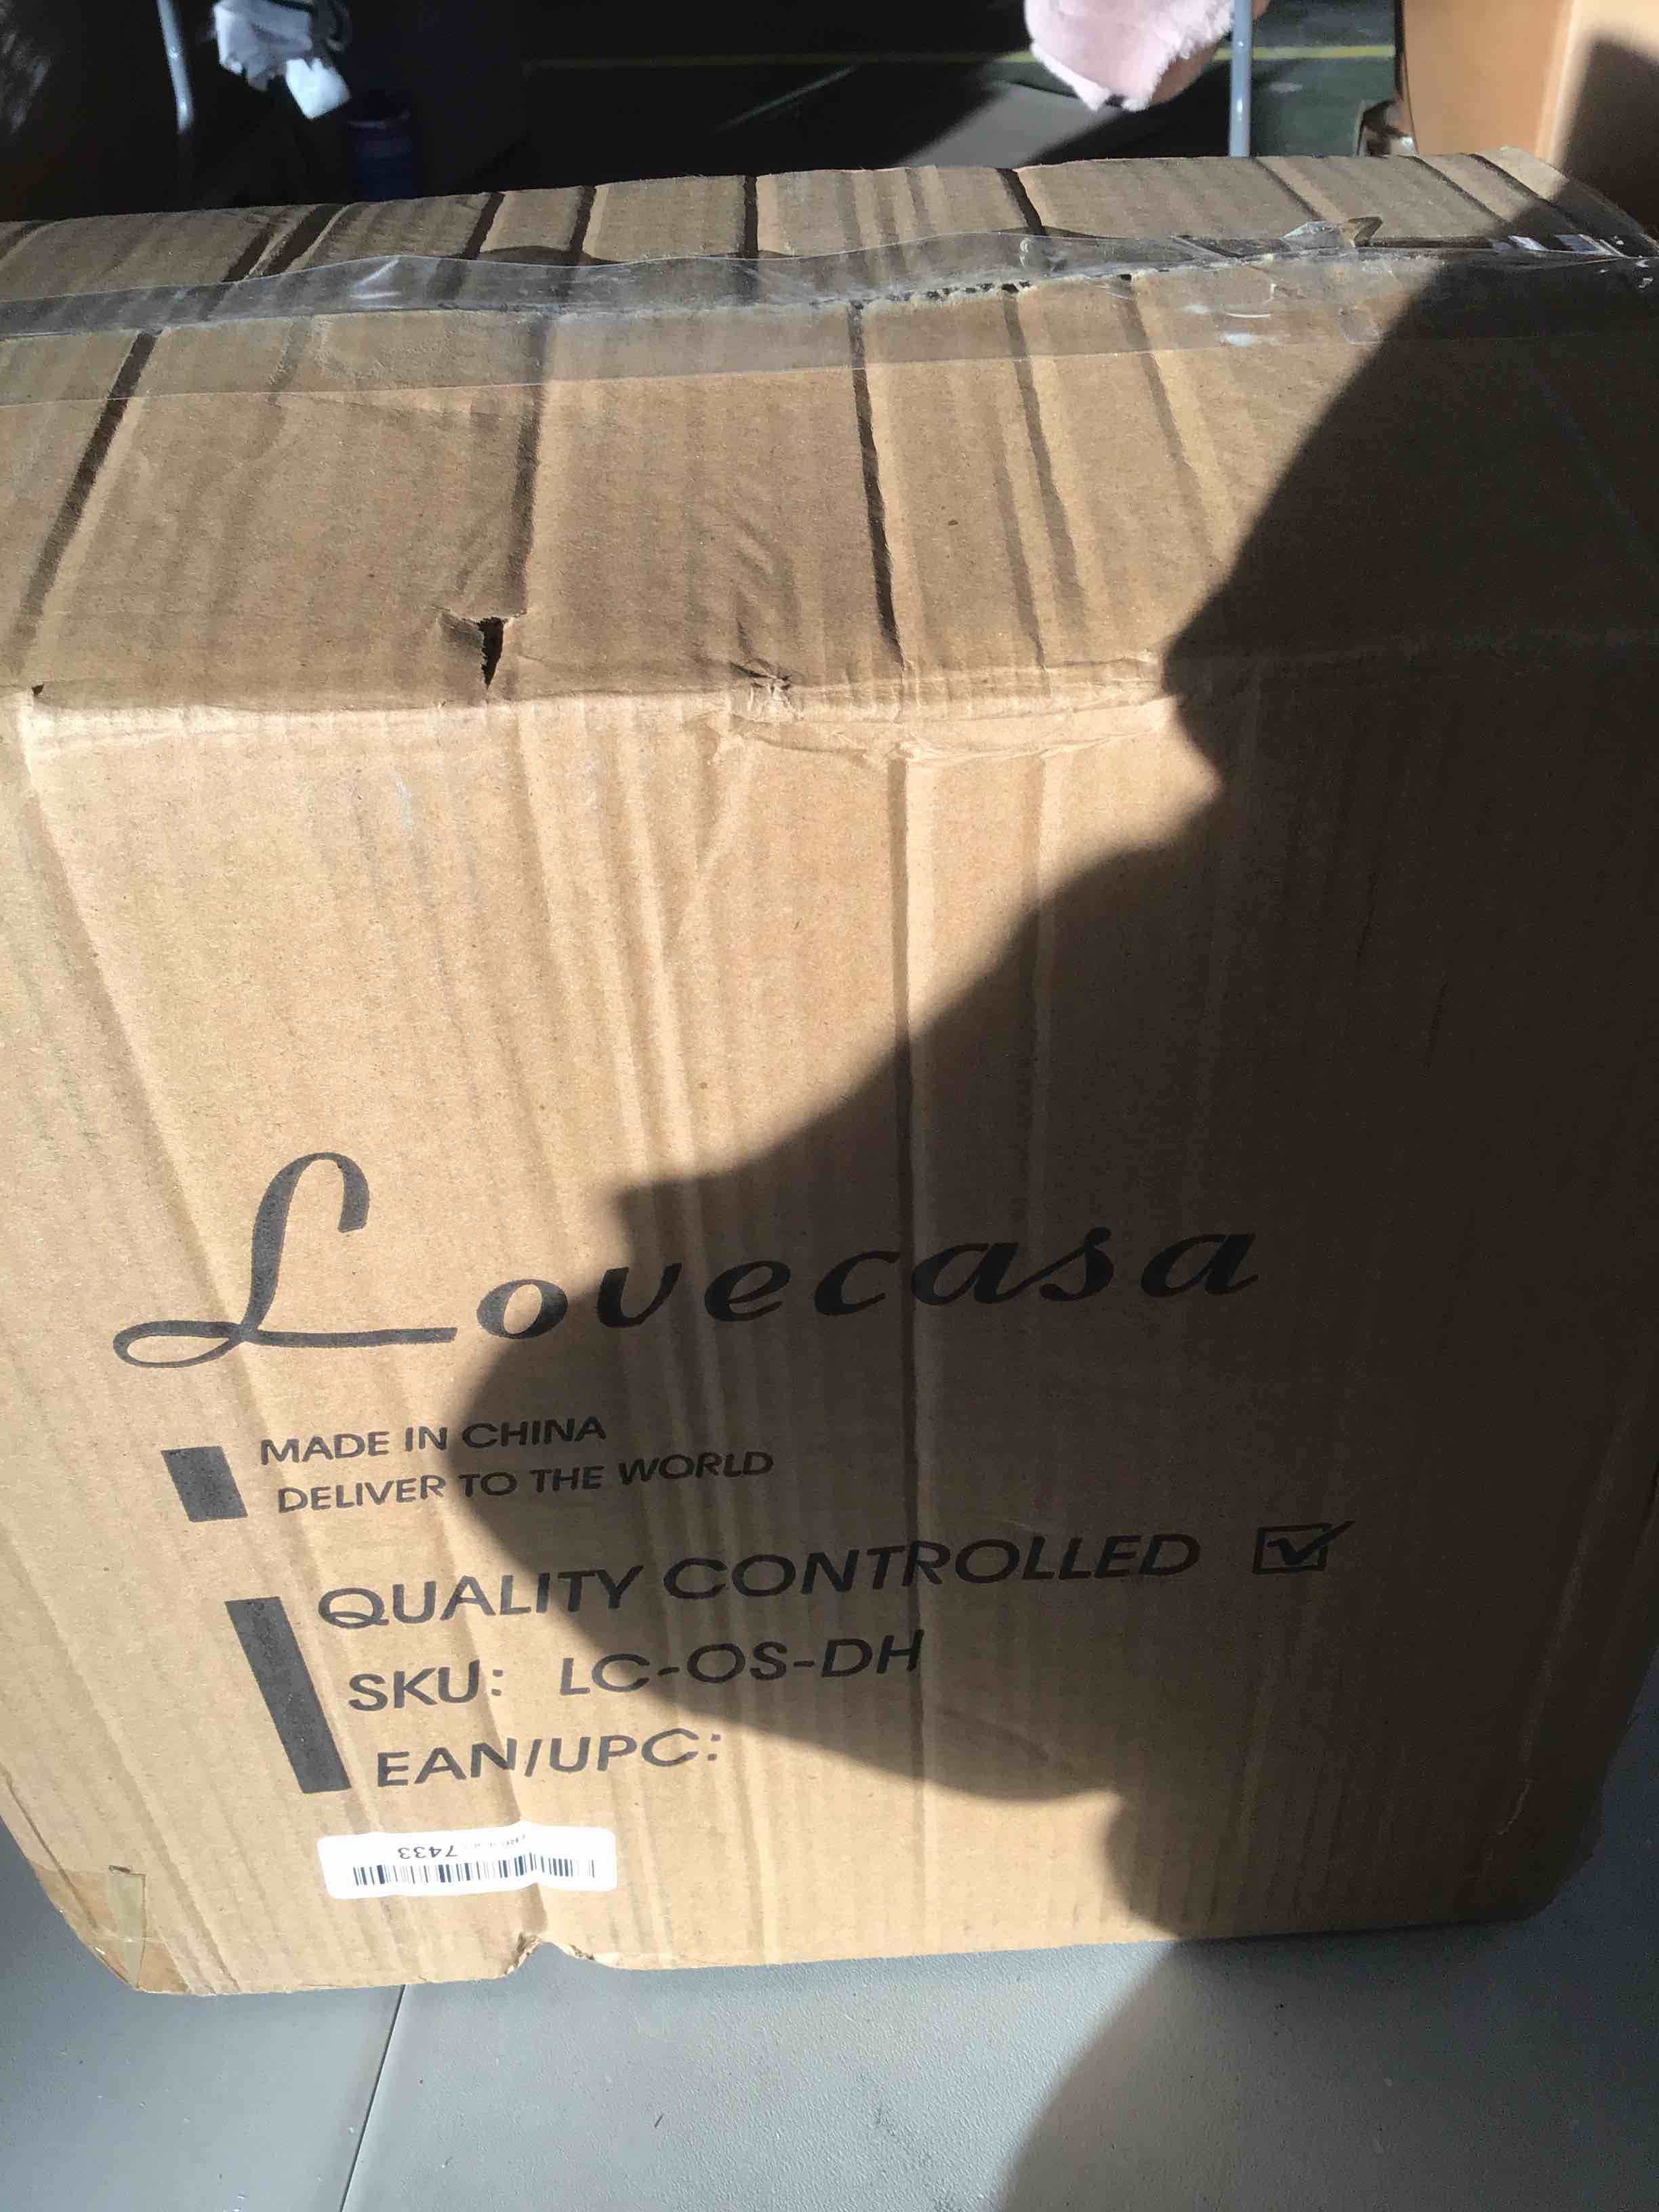 Lovecasa
MADE IN CHINA
DELIVER TO THE WORLD
QUALITY CONTROLLED
SKU: LC-OS-DH
EAN/UPC:
7433